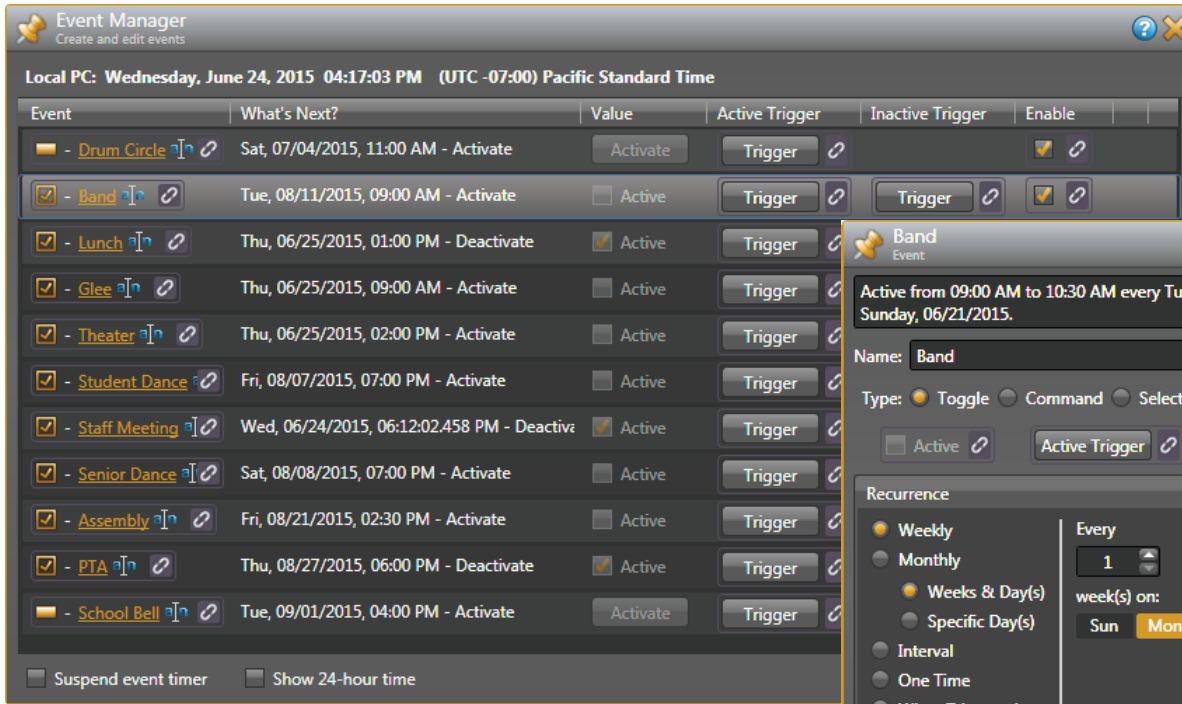 Event Manager
Create and edit events
Local PC: Wednesday, June 24, 2015 04:17:03 PM (UTC -07:00) Pacific Standard Time
Event What's Next? Value Active Trigger Inactive Trigger Enable
- Drum Circle Sat, 07/04/2015, 11:00 AM - Activate Activate Trigger
- Band Tue, 08/11/2015, 09:00 AM - Activate Active Trigger Trigger
- Lunch Thu, 06/25/2015, 01:00 PM - Deactivate Active Trigger
- Glee Thu, 06/25/2015, 09:00 AM - Activate Active Trigger
- Theater Thu, 06/25/2015, 02:00 PM - Activate Active Trigger
- Student Dance Fri, 08/07/2015, 07:00 PM - Activate Active Trigger
- Staff Meeting Wed, 06/24/2015, 06:12:02.458 PM - Deactiva Active Trigger
- Senior Dance Sat, 08/08/2015, 07:00 PM - Activate Active Trigger
- Assembly Fri, 08/21/2015, 02:30 PM - Activate Active Trigger
- PTA Thu, 08/27/2015, 06:00 PM - Deactivate Active Trigger
- School Bell Tue, 09/01/2015, 04:00 PM - Activate Activate Trigger
Suspend event timer Show 24-hour time
Band
Event
Active from 09:00 AM to 10:30 AM every Tu
Sunday, 06/21/2015.
Name: Band
Type: Toggle Command Select
Active Active Trigger
Recurrence
Weekly Every
Monthly 1
Weeks & Day(s) week(s) on:
Specific Day(s) Sun Mon
Interval
One Time